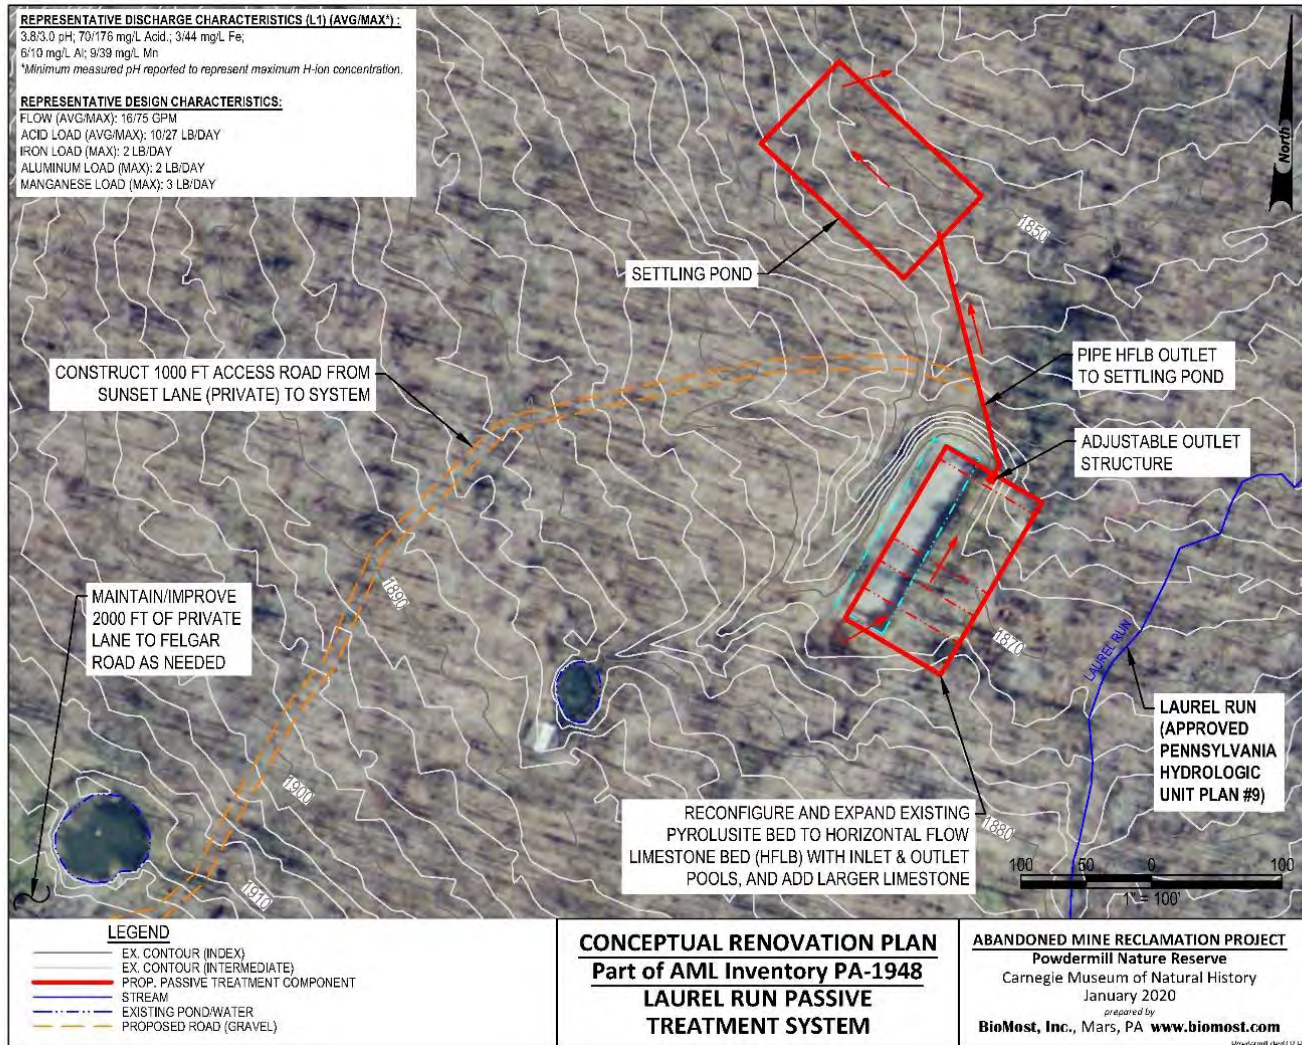 REPRESENTATIVE DISCHARGE CHARACTERISTICS (L1) (AVG/MAX*) :
3.8/3.0 pH; 70/176 mg/L Acid.; 3/44 mg/L Fe;
6/10 mg/L Al; 9/39 mg/L Mn
*Minimum measured pH reported to represent maximum H-ion concentration.
REPRESENTATIVE DESIGN CHARACTERISTICS:
FLOW (AVG/MAX): 16/75 GPM
ACID LOAD (AVG/MAX): 10/27 LB/DAY
IRON LOAD (MAX): 2 LB/DAY
ALUMINUM LOAD (MAX): 2 LB/DAY
MANGANESE LOAD (MAX): 3 LB/DAY
North
1850
SETTLING POND
CONSTRUCT 1000 FT ACCESS ROAD FROM
SUNSET LANE (PRIVATE) TO SYSTEM
PIPE HFLB OUTLET
TO SETTLING POND
ADJUSTABLE OUTLET
STRUCTURE
MAINTAIN/IMPROVE
2000 FT OF PRIVATE
LANE TO FELGAR
ROAD AS NEEDED
1890
1870
LAUREL RUN
LAUREL RUN
(APPROVED
PENNSYLVANIA
HYDROLOGIC
UNIT PLAN #9)
1900
1880
1910
RECONFIGURE AND EXPAND EXISTING
PYROLUSITE BED TO HORIZONTAL FLOW
LIMESTONE BED (HFLB) WITH INLET & OUTLET
POOLS, AND ADD LARGER LIMESTONE
100 50 0 100
1" = 100'
LEGEND
EX. CONTOUR (INDEX)
EX. CONTOUR (INTERMEDIATE)
PROP. PASSIVE TREATMENT COMPONENT
STREAM
EXISTING POND/WATER
PROPOSED ROAD (GRAVEL)
CONCEPTUAL RENOVATION PLAN
Part of AML Inventory PA-1948
LAUREL RUN PASSIVE
TREATMENT SYSTEM
ABANDONED MINE RECLAMATION PROJECT
Powdermill Nature Reserve
Carnegie Museum of Natural History
January 2020
prepared by
BioMost, Inc., Mars, PA www.biomost.com